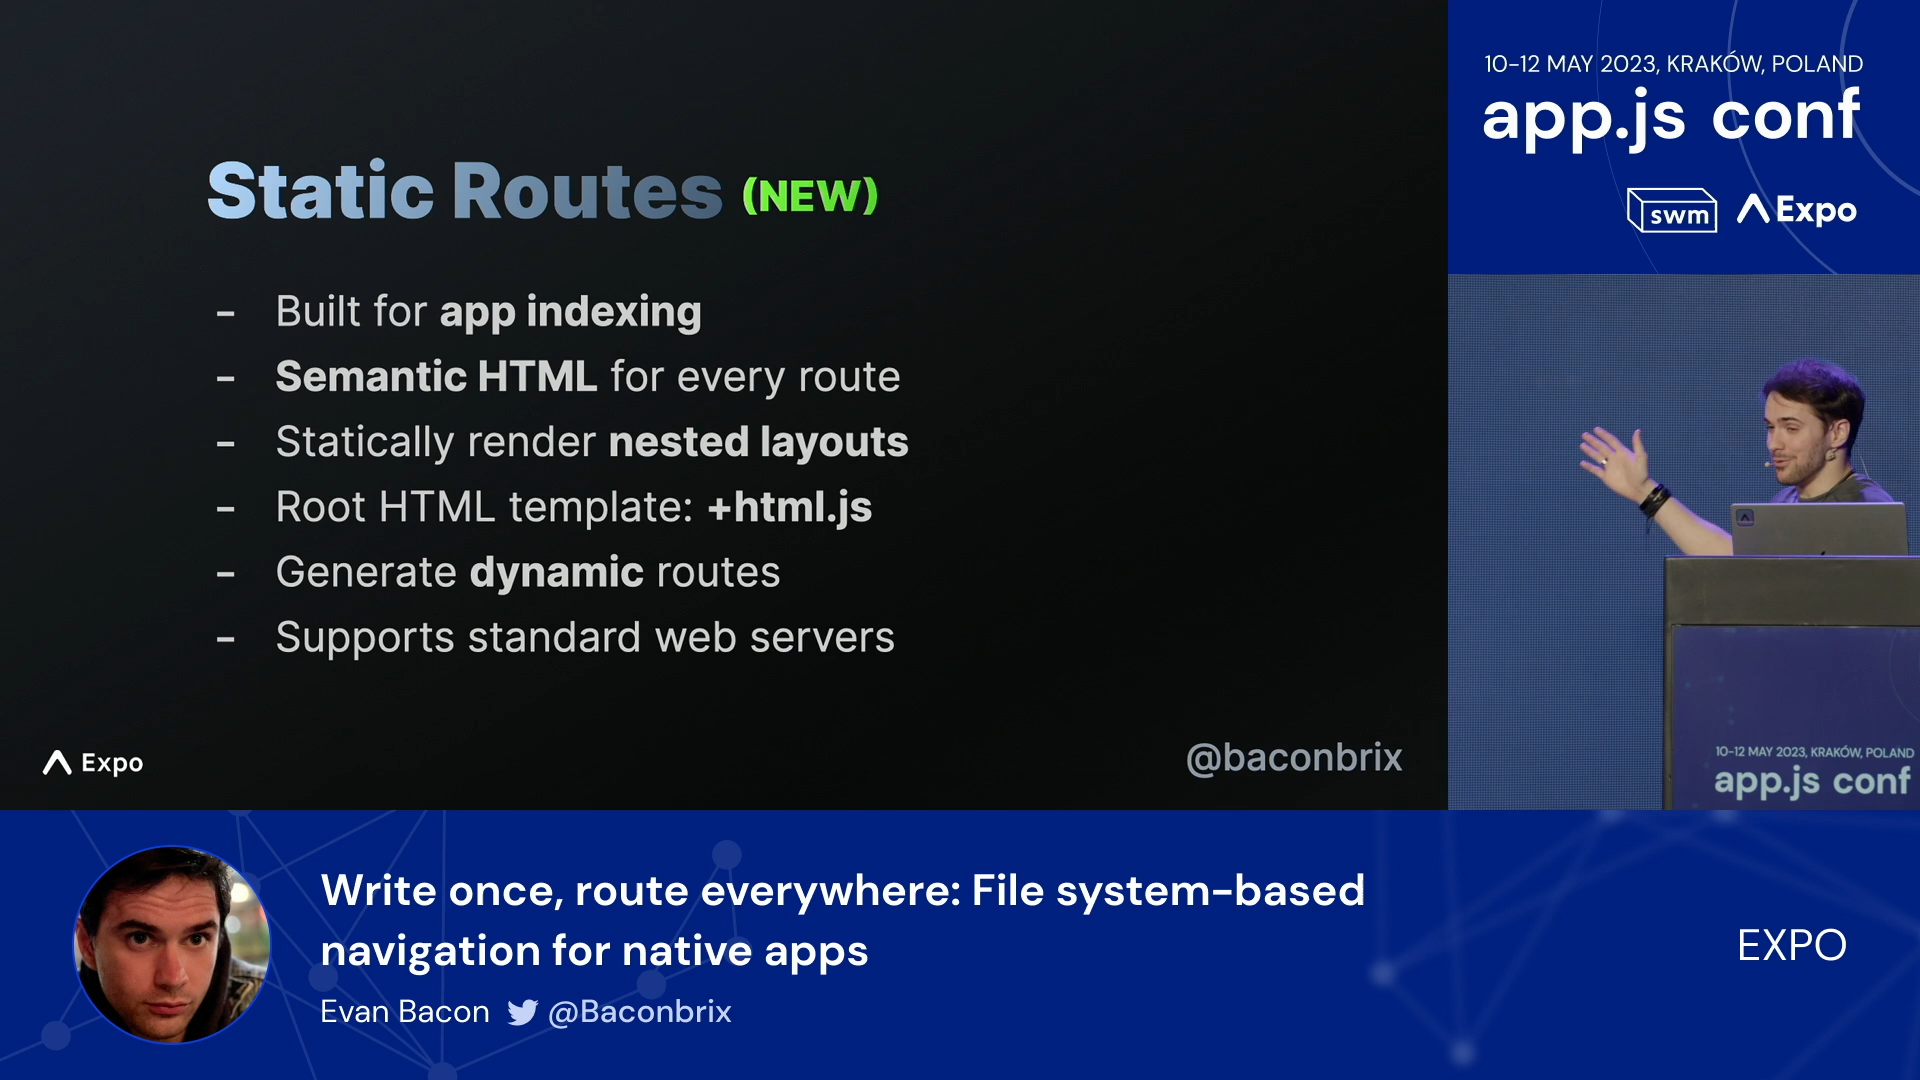 Static Routes (NEW)
- Built for app indexing
- Semantic HTML for every route
- Statically render nested layouts
- Root HTML template: +html.js
- Generate dynamic routes
- Supports standard web servers
Expo
@baconbrix
10-12 MAY 2023, KRAKÓW, POLAND
app.js conf
swm Expo
10-12 MAY 2023, KRAKÓW, POLAND
app.js conf
Write once, route everywhere: File system-based
navigation for native apps
Evan Bacon @Baconbrix
EXPO